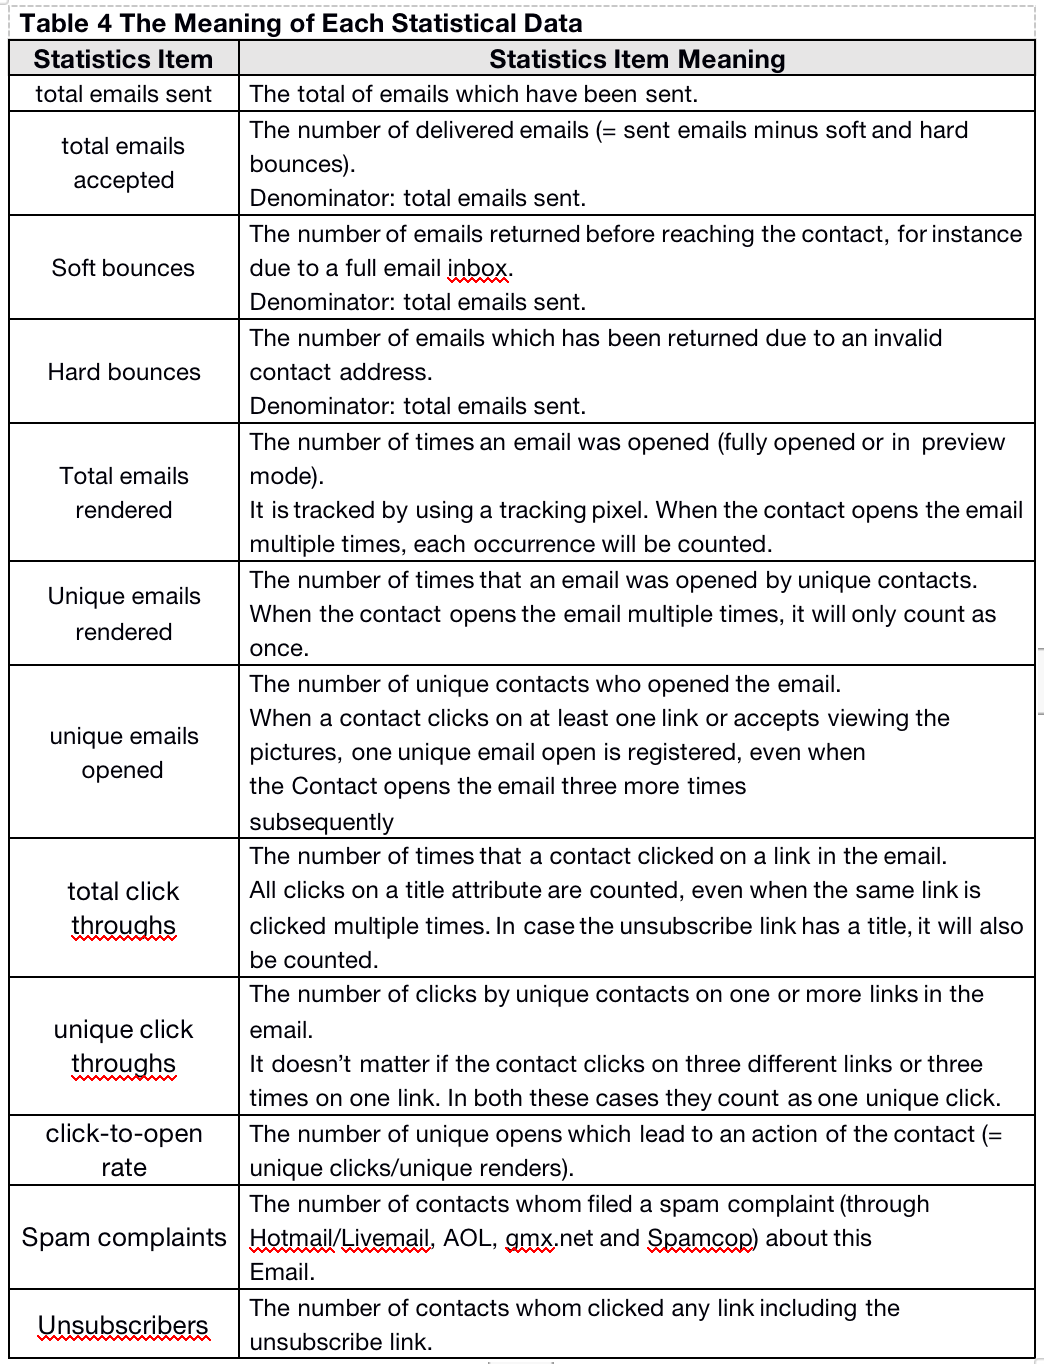 Table 4 The Meaning of Each Statistical Data
Statistics Item
Statistics Item Meaning
total emails sent
The total of emails which have been sent.
total emails
accepted
The number of delivered emails (= sent emails minus soft and hard
bounces).
Denominator: total emails sent.
Soft bounces
The number of emails returned before reaching the contact, for instance
due to a full email inbox.
Denominator: total emails sent.
Hard bounces
The number of emails which has been returned due to an invalid
contact address.
Denominator: total emails sent.
Total emails
rendered
The number of times an email was opened (fully opened or in preview
mode).
It is tracked by using a tracking pixel. When the contact opens the email
multiple times, each occurrence will be counted.
Unique emails
rendered
The number of times that an email was opened by unique contacts.
When the contact opens the email multiple times, it will only count as
once.
unique emails
opened
The number of unique contacts who opened the email.
When a contact clicks on at least one link or accepts viewing the
pictures, one unique email open is registered, even when
the Contact opens the email three more times
subsequently
total click
throughs
The number of times that a contact clicked on a link in the email.
All clicks on a title attribute are counted, even when the same link is
clicked multiple times. In case the unsubscribe link has a title, it will also
be counted.
unique click
throughs
The number of clicks by unique contacts on one or more links in the
email.
It doesn't matter if the contact clicks on three different links or three
times on one link. In both these cases they count as one unique click.
click-to-open
rate
The number of unique opens which lead to an action of the contact (=
unique clicks/unique renders).
Spam complaints
The number of contacts whom filed a spam complaint (through
Hotmail/Livemail, AOL, gmx.net and Spamcop) about this
Email.
Unsubscribers
The number of contacts whom clicked any link including the
unsubscribe link.